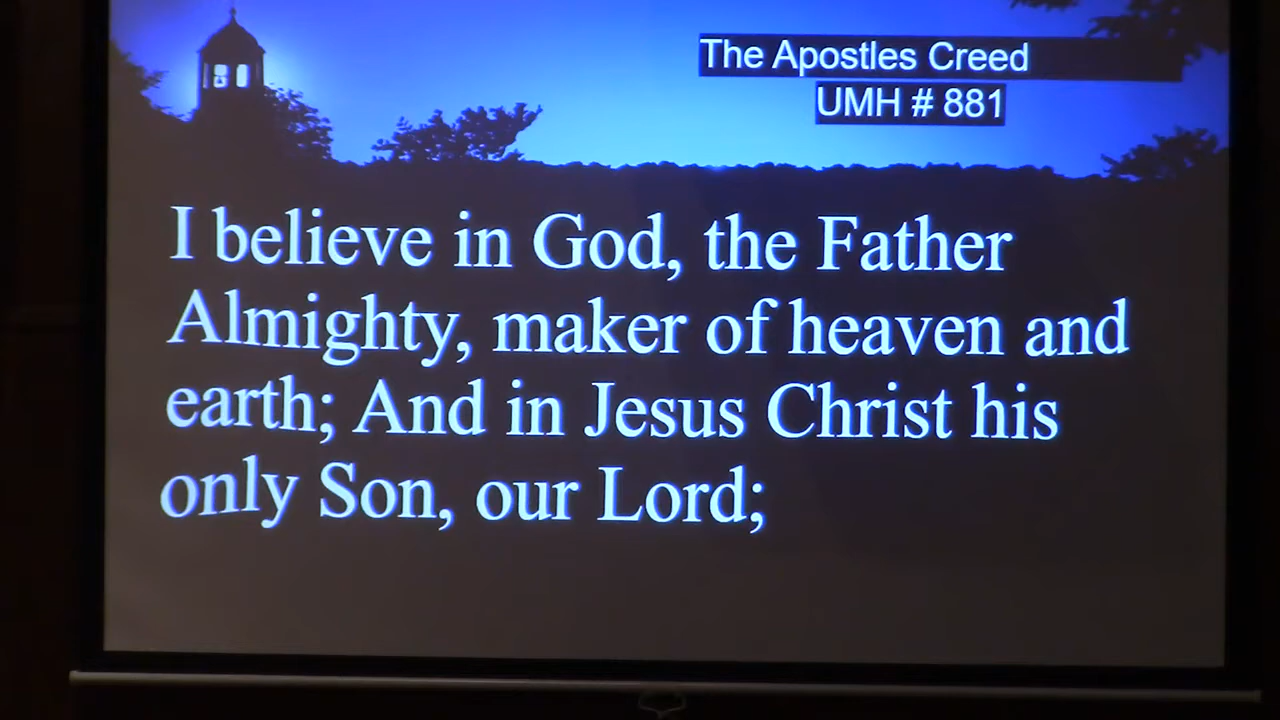 The Apostles Creed
UMH # 881
I believe in God, the Father
Almighty, maker of heaven and
earth; And in Jesus Christ his
only Son, our Lord;